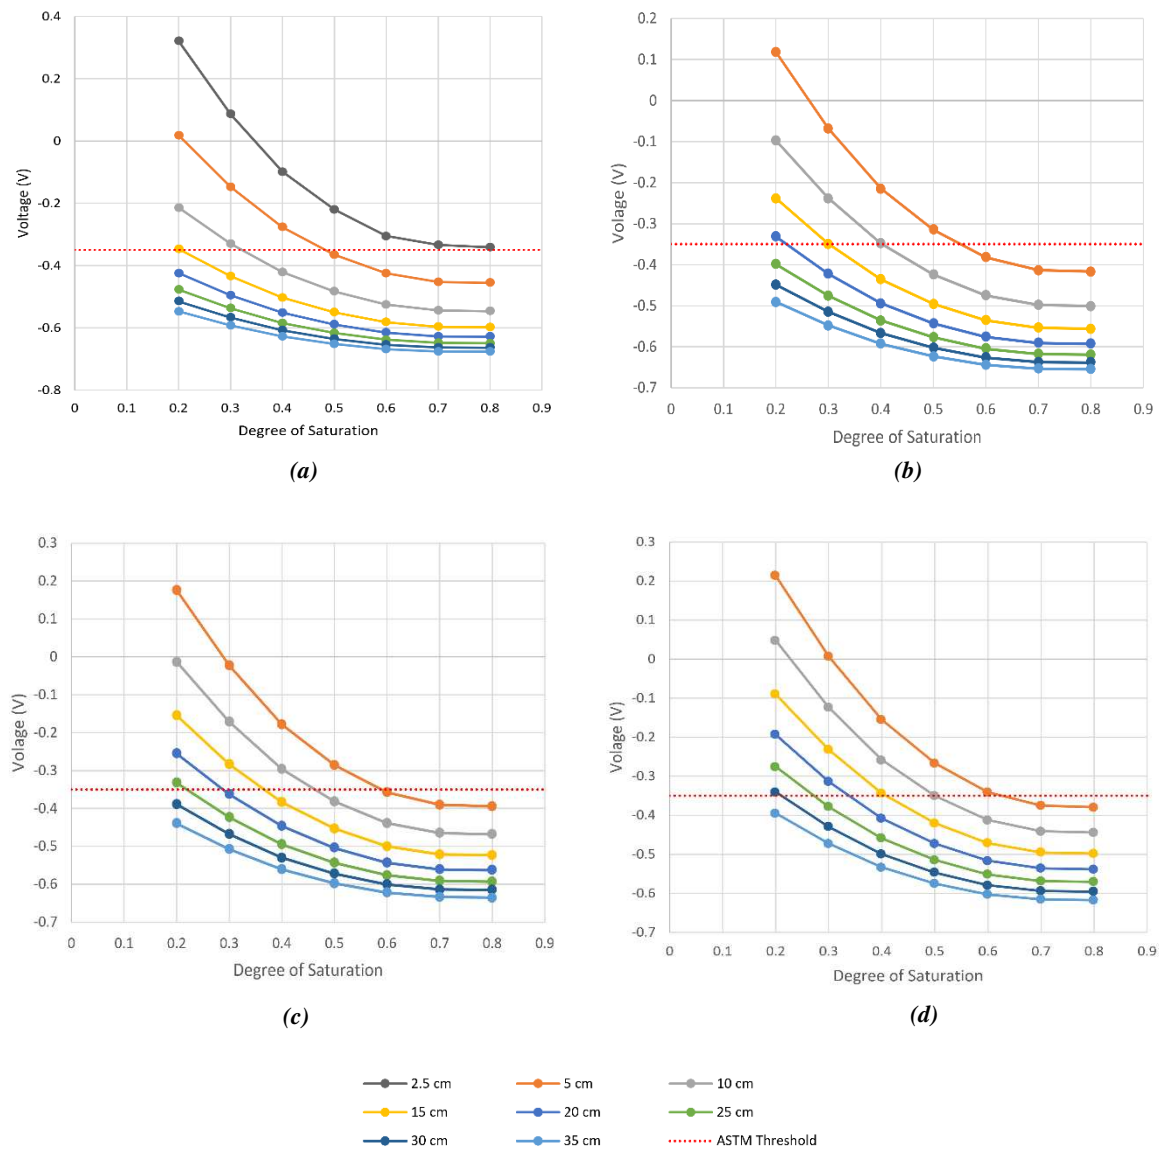 0.4
0.2
0
-0.2
-0.4
-0.6
-0.8
Voltage (V)
0 0.1 0.2 0.3 0.4 0.5 0.6 0.7 0.8 0.9
Degree of Saturation
(a)
0.2
0.1
0
-0.1
-0.2
-0.3
-0.4
-0.5
-0.6
-0.7
Volage (V)
0 0.1 0.2 0.3 0.4 0.5 0.6 0.7 0.8 0.9
Degree of Saturation
(b)
0.3
0.2
0.1
0
-0.1
-0.2
-0.3
-0.4
-0.5
-0.6
-0.7
Volage (V)
0 0.1 0.2 0.3 0.4 0.5 0.6 0.7 0.8 0.9
Degree of Saturation
(c)
0.3
0.2
0.1
0
-0.1
-0.2
-0.3
-0.4
-0.5
-0.6
-0.7
Volage (V)
0 0.1 0.2 0.3 0.4 0.5 0.6 0.7 0.8 0.9
Degree of Saturation
(d)
2.5 cm 5 cm 10 cm
15 cm 20 cm 25 cm
30 cm 35 cm ASTM Threshold